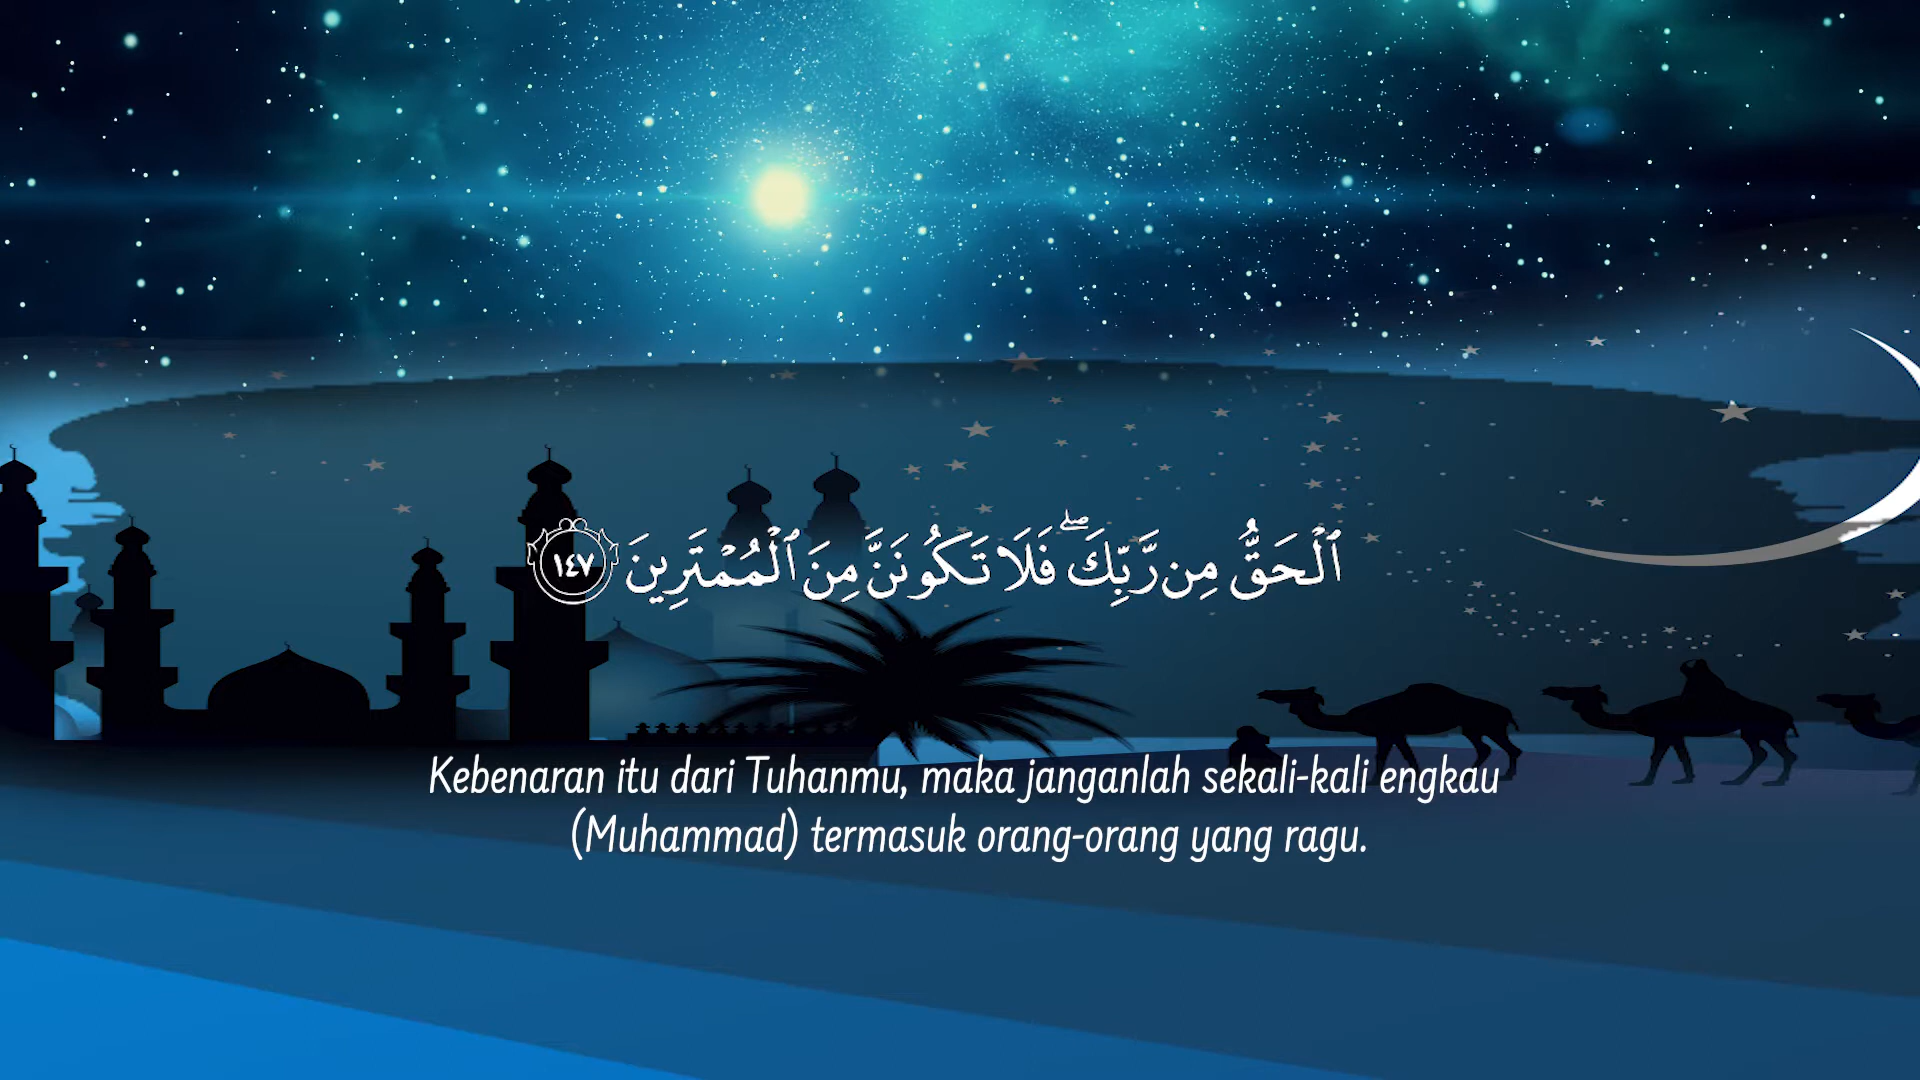 ٱلْحَقُّ مِن رَّبِّكَ ۖ فَلَا تَكُونَنَّ مِنَ ٱلْمُمْتَرِينَ ١٤٧
Kebenaran itu dari Tuhanmu, maka janganlah sekali-kali engkau
(Muhammad) termasuk orang-orang yang ragu.